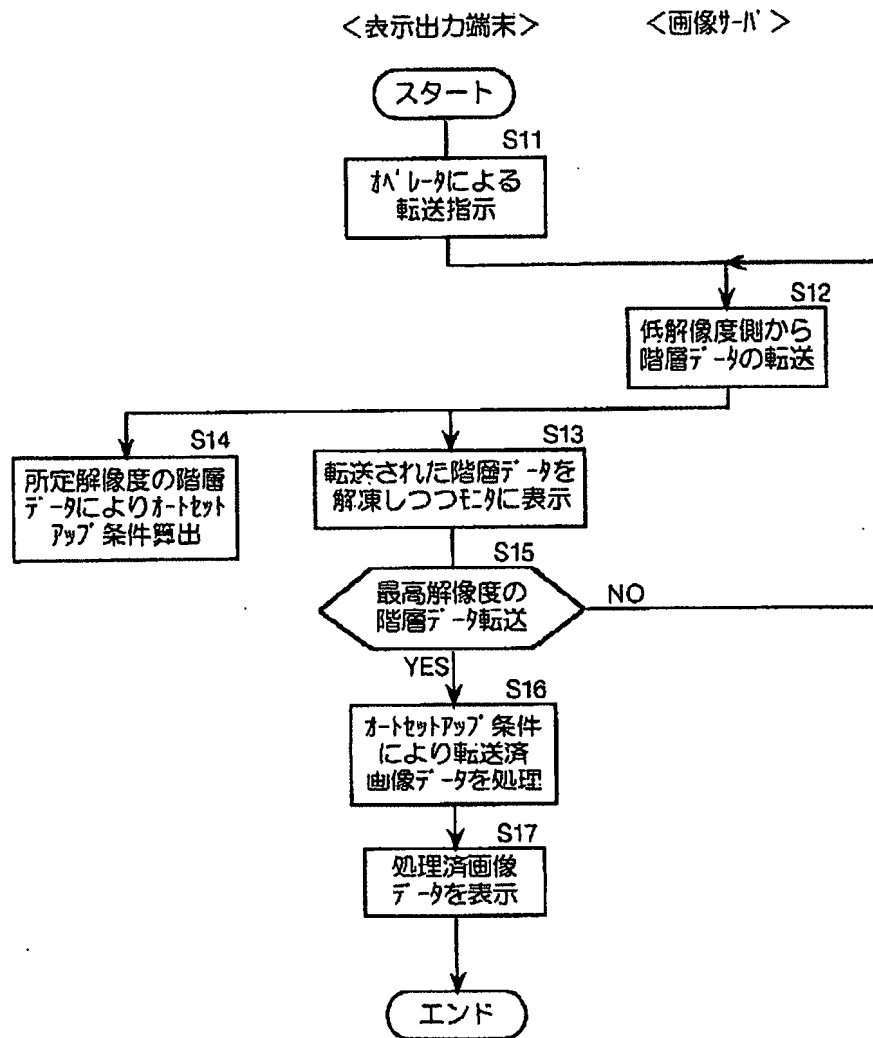 <表示出力端末>
<画像ｻｰﾊﾞ>
スタート
S11
ｵﾍﾟﾚｰﾀによる
転送指示
S12
低解像度側から
階層ﾃﾞｰﾀの転送
S14
所定解像度の階層
ﾃﾞｰﾀによりｵｰﾄｾｯﾄ
ｱｯﾌﾟ条件算出
S13
転送された階層ﾃﾞｰﾀを
解凍しつつﾓﾆﾀに表示
S15
最高解像度の
階層ﾃﾞｰﾀ転送
NO
YES
S16
ｵｰﾄｾｯﾄｱｯﾌﾟ条件
により転送済
画像ﾃﾞｰﾀを処理
S17
処理済画像
ﾃﾞｰﾀを表示
エンド